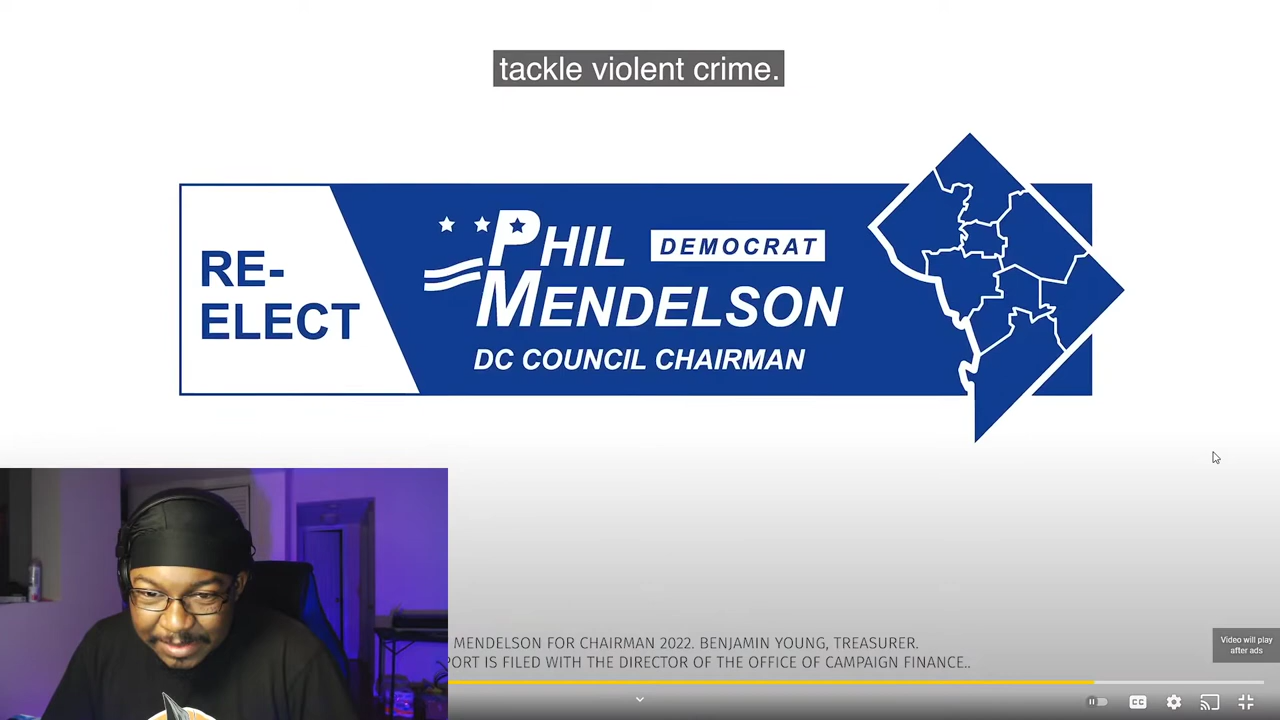 tackle violent crime.
RE-
ELECT
PHIL
DEMOCRAT
MENDELSON
DC COUNCIL CHAIRMAN
MENDELSON FOR CHAIRMAN 2022. BENJAMIN YOUNG, TREASURER.
PORT IS FILED WITH THE DIRECTOR OF THE OFFICE OF CAMPAIGN FINANCE..
Video will play
after ads
CC